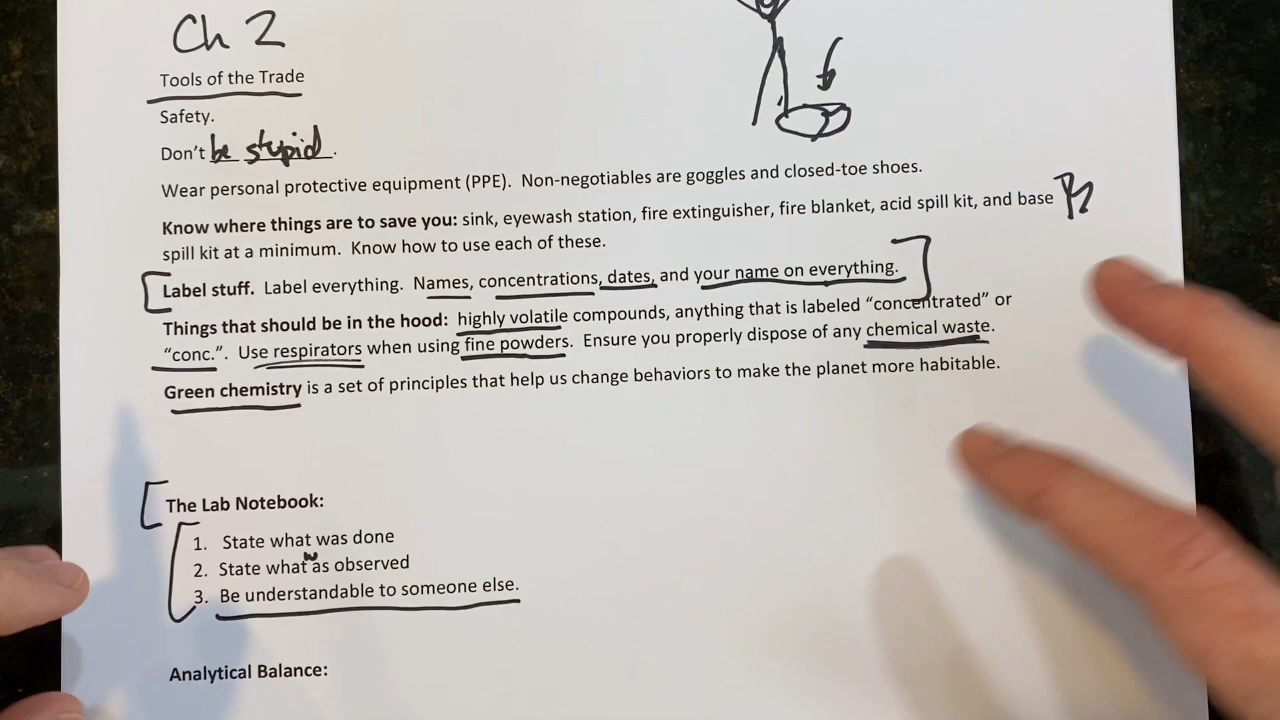 Ch 2
Tools of the Trade
Safety.
Don't be stupid.
Wear personal protective equipment (PPE). Non-negotiables are goggles and closed-toe shoes.
Know where things are to save you: sink, eyewash station, fire extinguisher, fire blanket, acid spill kit, and base
spill kit at a minimum. Know how to use each of these.
Label stuff. Label everything. Names, concentrations, dates, and your name on everything.
Things that should be in the hood: highly volatile compounds, anything that is labeled “concentrated” or
“conc.”. Use respirators when using fine powders. Ensure you properly dispose of any chemical waste.
Green chemistry is a set of principles that help us change behaviors to make the planet more habitable.
The Lab Notebook:
1. State what was done
2. State what was observed
3. Be understandable to someone else.
Analytical Balance: